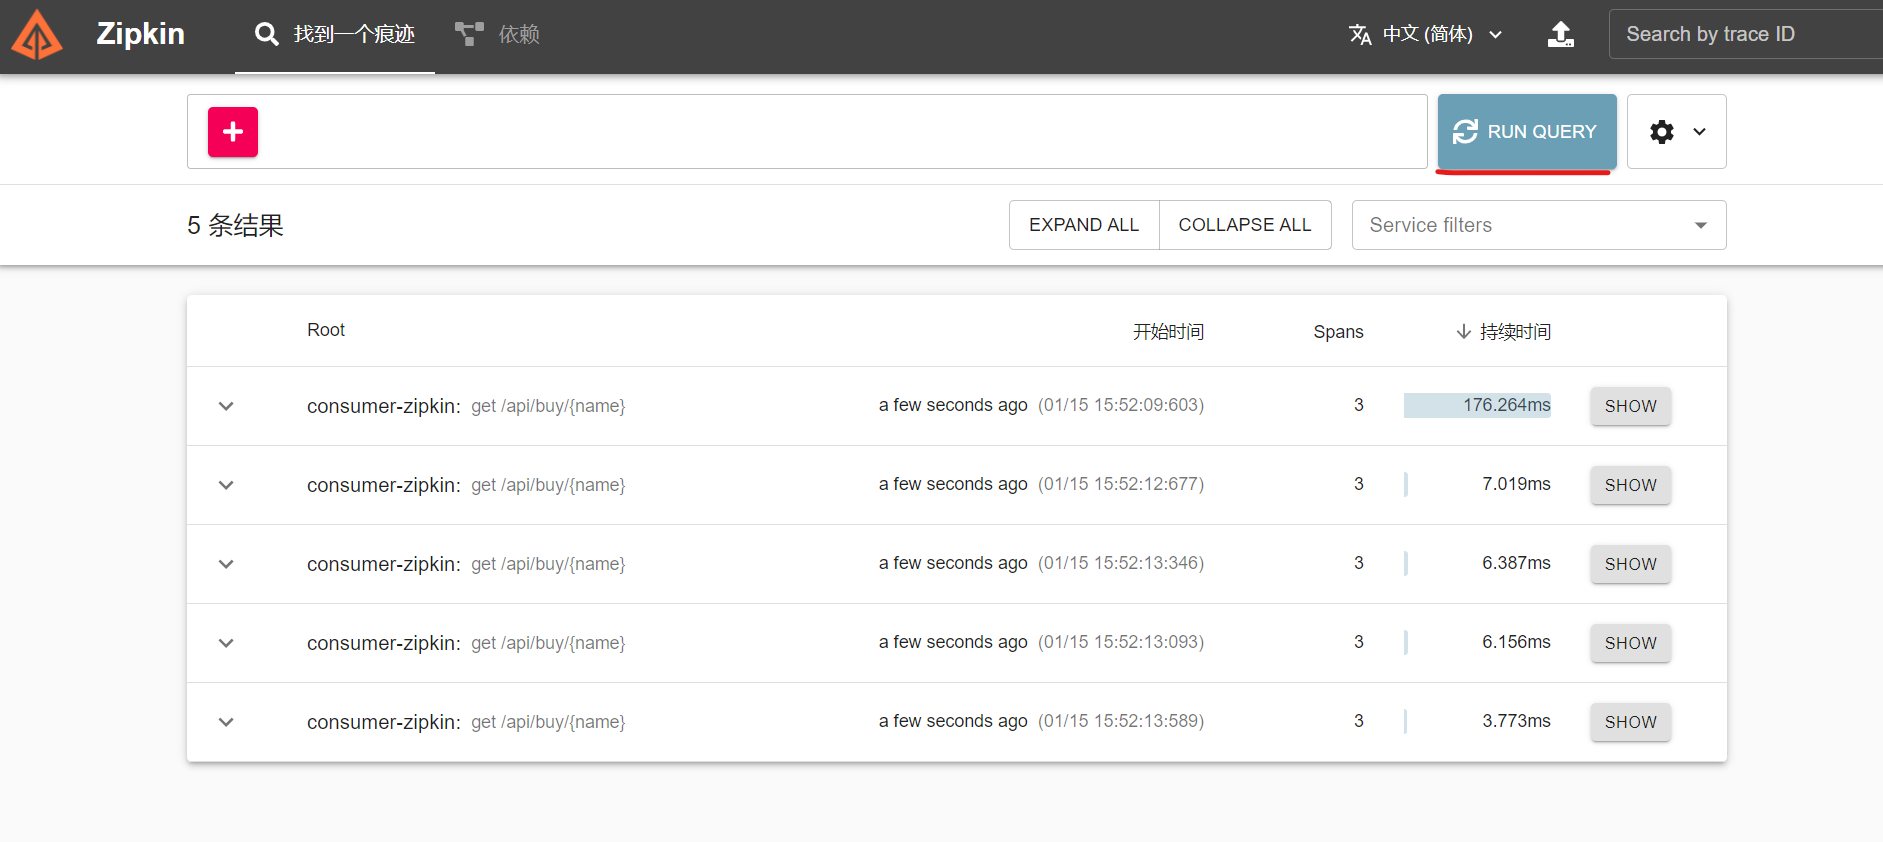 Zipkin 找到一个痕迹 依赖 中文 (简体) Search by trace ID
RUN QUERY
5 条结果 EXPAND ALL COLLAPSE ALL Service filters
Root 开始时间 Spans 持续时间
consumer-zipkin: get /api/buy/{name} a few seconds ago (01/15 15:52:09:603) 3 176.264ms SHOW
consumer-zipkin: get /api/buy/{name} a few seconds ago (01/15 15:52:12:677) 3 7.019ms SHOW
consumer-zipkin: get /api/buy/{name} a few seconds ago (01/15 15:52:13:346) 3 6.387ms SHOW
consumer-zipkin: get /api/buy/{name} a few seconds ago (01/15 15:52:13:093) 3 6.156ms SHOW
consumer-zipkin: get /api/buy/{name} a few seconds ago (01/15 15:52:13:589) 3 3.773ms SHOW